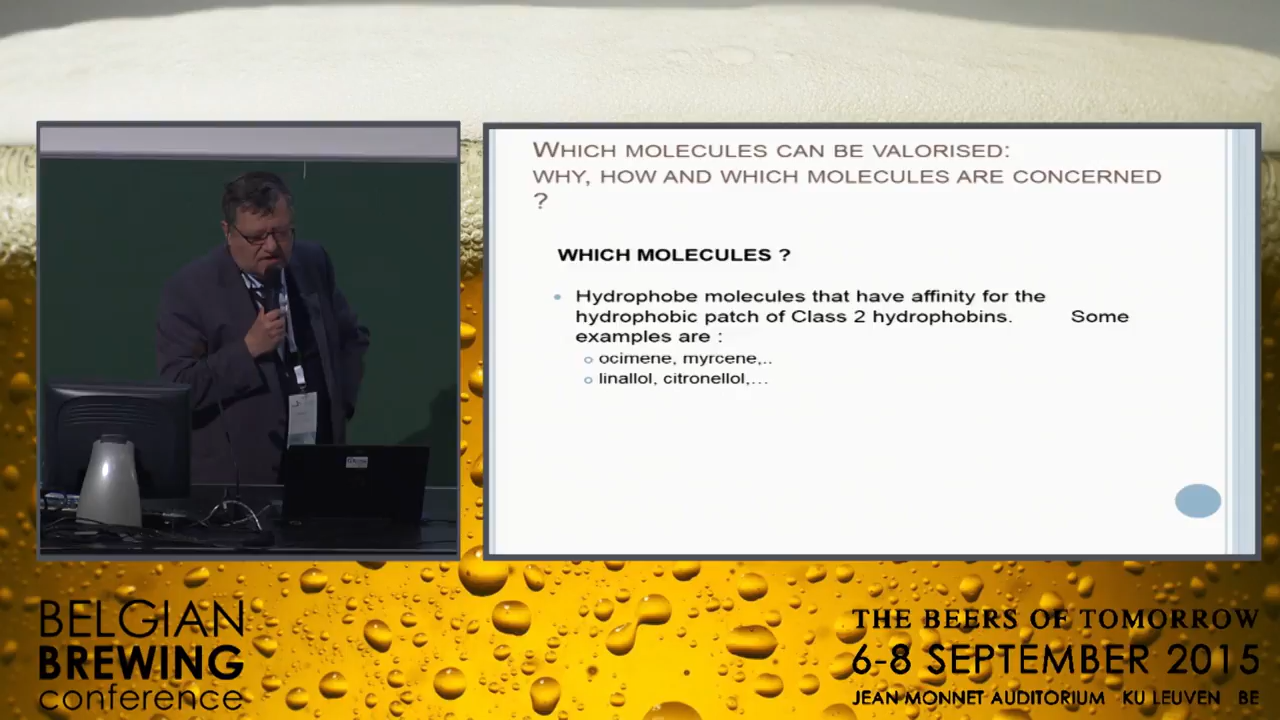 WHICH MOLECULES CAN BE VALORISED:
WHY, HOW AND WHICH MOLECULES ARE CONCERNED
?
WHICH MOLECULES ?
Hydrophobe molecules that have affinity for the
hydrophobic patch of Class 2 hydrophobins. Some
examples are :
ocimene, myrcene,..
linallol, citronellol,...
BELGIAN
BREWING
conference
THE BEERS OF TOMORROW
6-8 SEPTEMBER 2015
JEAN MONNET AUDITORIUM KU LEUVEN BE